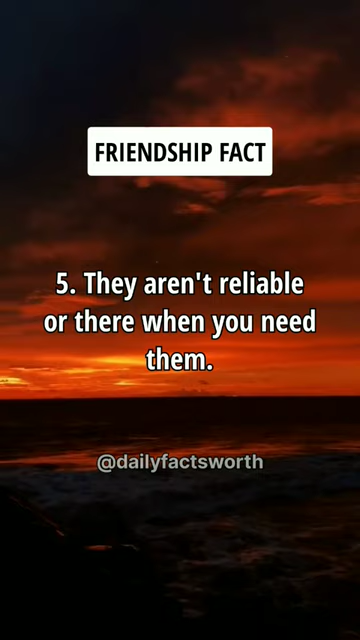 FRIENDSHIP FACT
5. They aren't reliable
or there when you need
them.
@dailyfactsworth